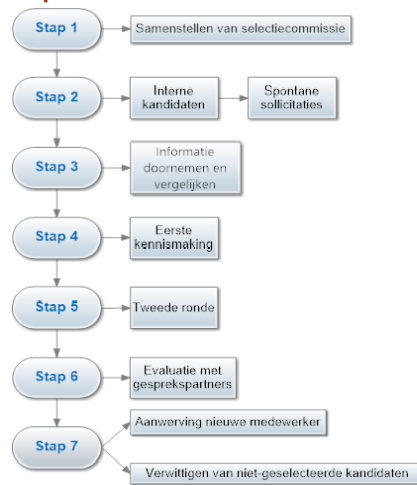 Stap 1
Samenstellen van selectiecommissie
Stap 2
Interne
kandidaten
Spontane
sollicitaties
Stap 3
Informatie
doornemen en
vergelijken
Stap 4
Eerste
kennismaking
Stap 5
Tweede ronde
Stap 6
Evaluatie met
gesprekspartners
Stap 7
Aanwerving nieuwe medewerker
Verwittigen van niet-geselecteerde kandidaten